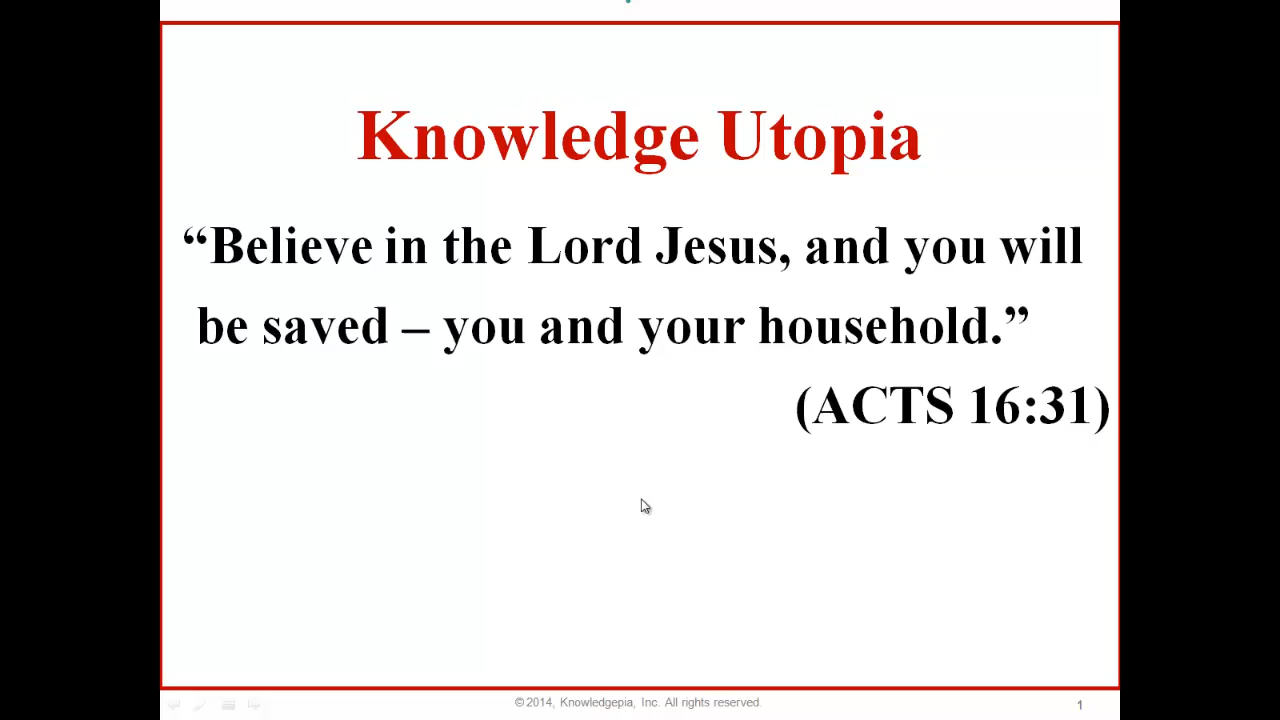 Knowledge Utopia
“Believe in the Lord Jesus, and you will
be saved – you and your household.”
(ACTS 16:31)
© 2014, Knowledgepia, Inc. All rights reserved.
1